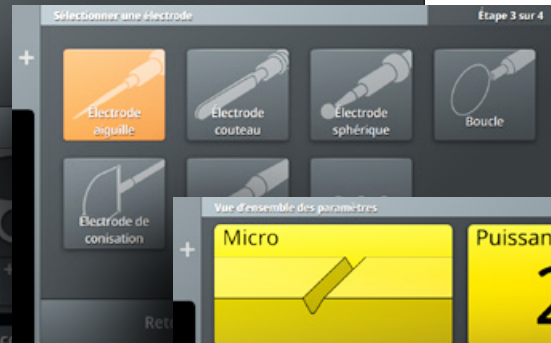 Sélectionner une électrode
Étape 3 sur 4
Électrode
aiguille
Électrode
couteau
Électrode
sphérique
Boucle
Électrode de
conisation
Vue d'ensemble des paramètres
Micro